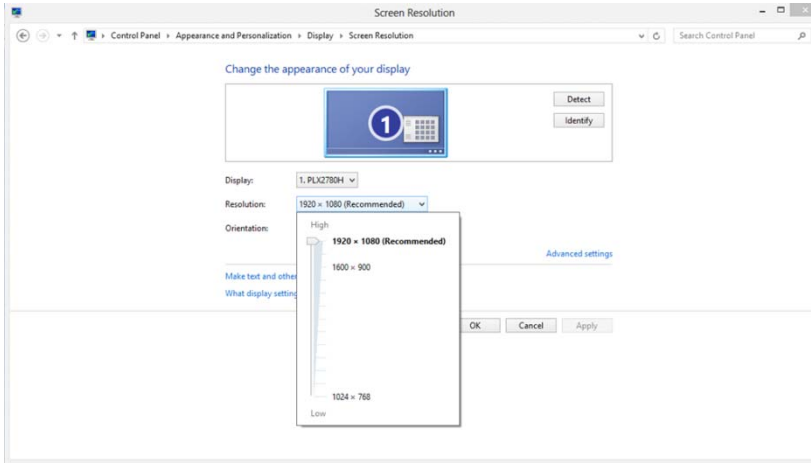 Screen Resolution
Control Panel Appearance and Personalization Display Screen Resolution
Search Control Panel
Change the appearance of your display
1
Detect
Identify
Display: 1. PLX2780H
Resolution: 1920 × 1080 (Recommended)
Orientation:
High
1920 × 1080 (Recommended)
1600 × 900
1024 × 768
Low
Advanced settings
Make text and other
What display setting
OK Cancel Apply